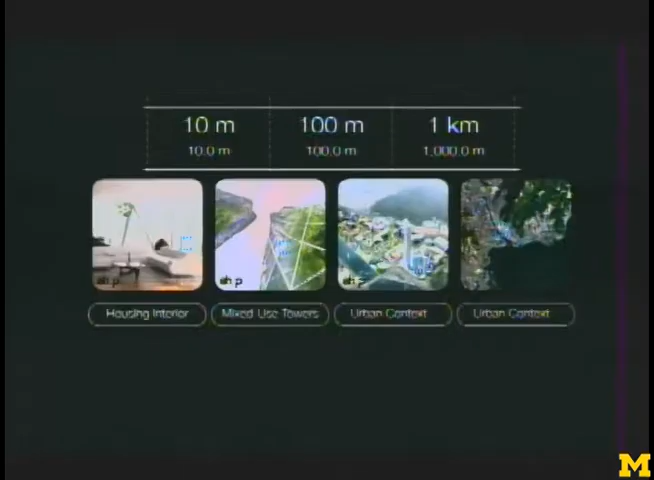 10 m 100 m 1 km
10.0 m 100.0 m 1,000.0 m
Housing Interior Mixed Use Towers Urban Context Urban Context
M